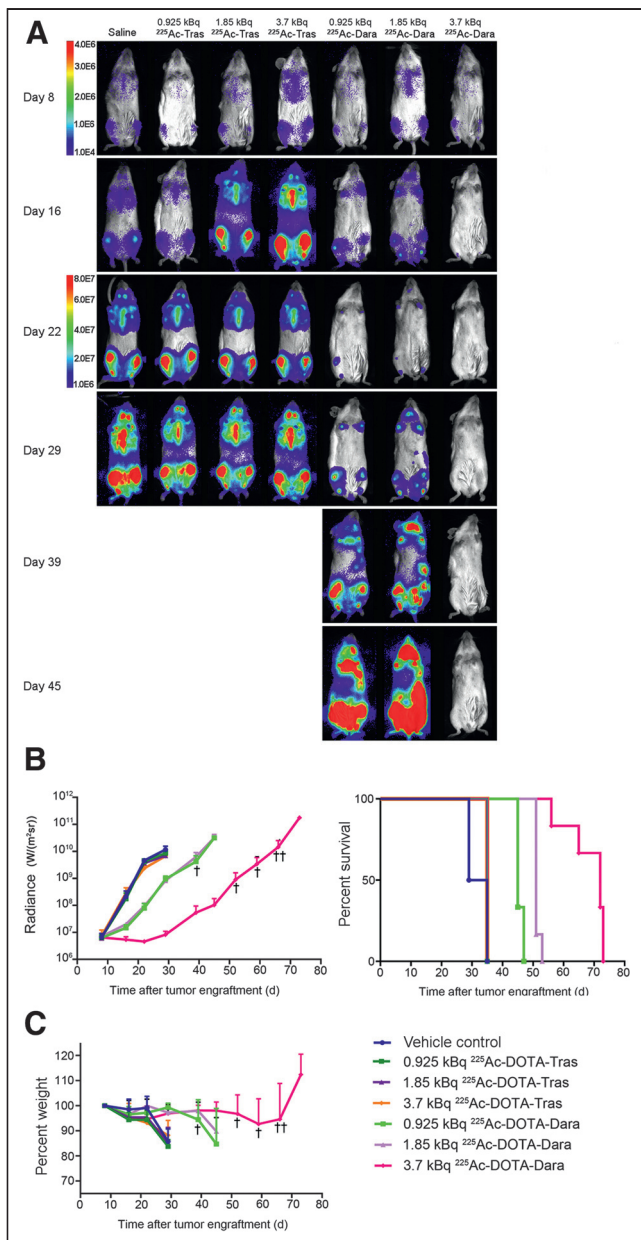 A
Saline
0.925 kBq
²²⁵Ac-Tras
1.85 kBq
²²⁵Ac-Tras
3.7 kBq
²²⁵Ac-Tras
0.925 kBq
²²⁵Ac-Dara
1.85 kBq
²²⁵Ac-Dara
3.7 kBq
²²⁵Ac-Dara
4.0E6
2.0E6
1.0E5
1.0E4
Day 8
Day 16
8.0E7
4.0E7
2.0E7
1.0E6
Day 22
Day 29
Day 39
Day 45
B
Radiance (W/(m²sr))
10¹²
10¹¹
10¹⁰
10⁹
10⁸
10⁷
10⁶
† † † ††
0 10 20 30 40 50 60 70 80
Time after tumor engraftment (d)
Percent survival
100
50
0
0 10 20 30 40 50 60 70 80
Time after tumor engraftment (d)
C
Percent weight
120
110
100
90
80
70
† † † ††
0 10 20 30 40 50 60 70 80
Time after tumor engraftment (d)
Vehicle control
0.925 kBq ²²⁵Ac-DOTA-Tras
1.85 kBq ²²⁵Ac-DOTA-Tras
3.7 kBq ²²⁵Ac-DOTA-Tras
0.925 kBq ²²⁵Ac-DOTA-Dara
1.85 kBq ²²⁵Ac-DOTA-Dara
3.7 kBq ²²⁵Ac-DOTA-Dara